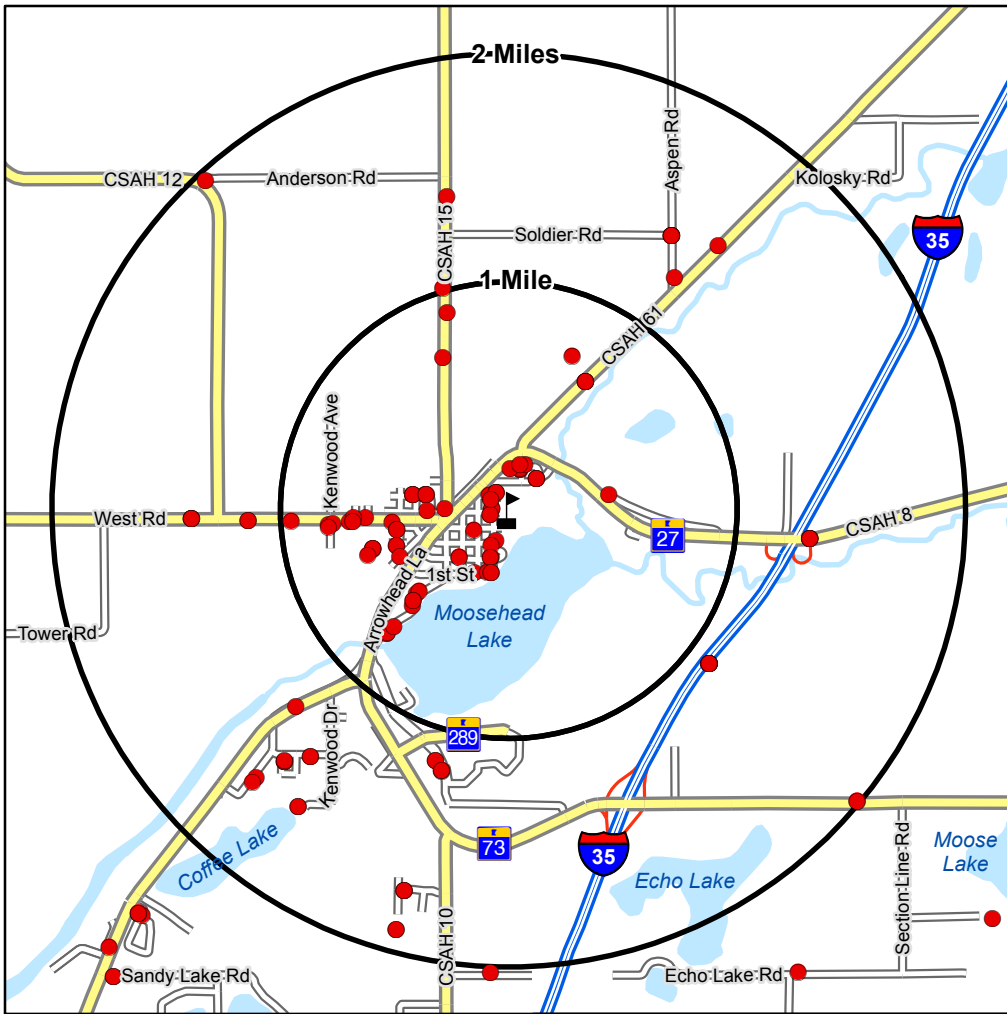 2 Miles
Aspen Rd
CSAH 12
Anderson Rd
Kolosky Rd
CSAH 15
Soldier Rd
35
1 Mile
CSAH 61
Kenwood Ave
West Rd
CSAH 8
27
Arrowhead La
1st St
Moosehead
Lake
Tower Rd
289
Kenwood Dr
73
35
Coffee Lake
Moose
Lake
Echo Lake
Section Line Rd
CSAH 10
Sandy Lake Rd
Echo Lake Rd